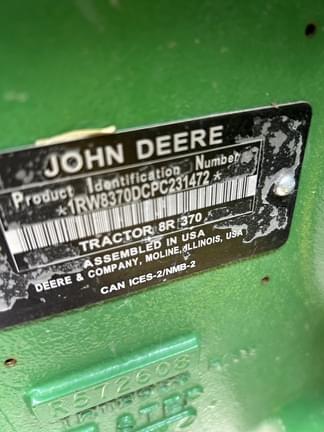 JOHN DEERE
Product Identification Number
*1RW8370DCPC231472*
TRACTOR 8R 370
ASSEMBLED IN USA
DEERE & COMPANY, MOLINE, ILLINOIS, USA
CAN ICES-2/NMB-2
R572608